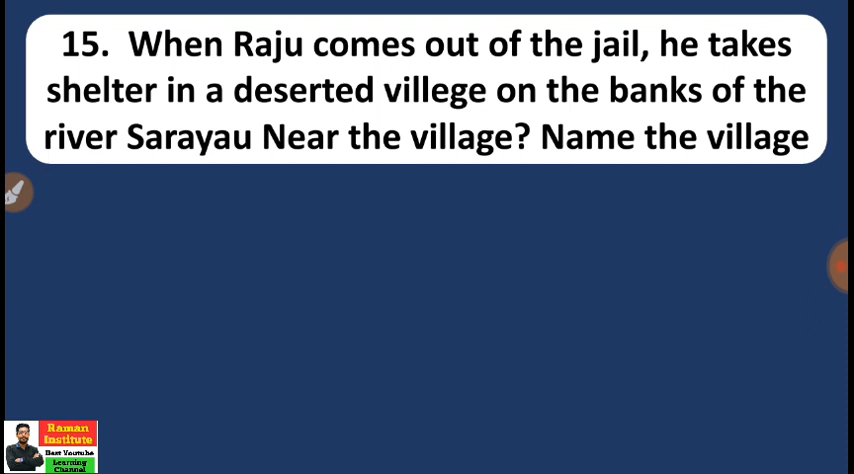 15. When Raju comes out of the jail, he takes
shelter in a deserted villege on the banks of the
river Sarayau Near the village? Name the village
Raman
Institute
Best Youtube
Learning
Channel